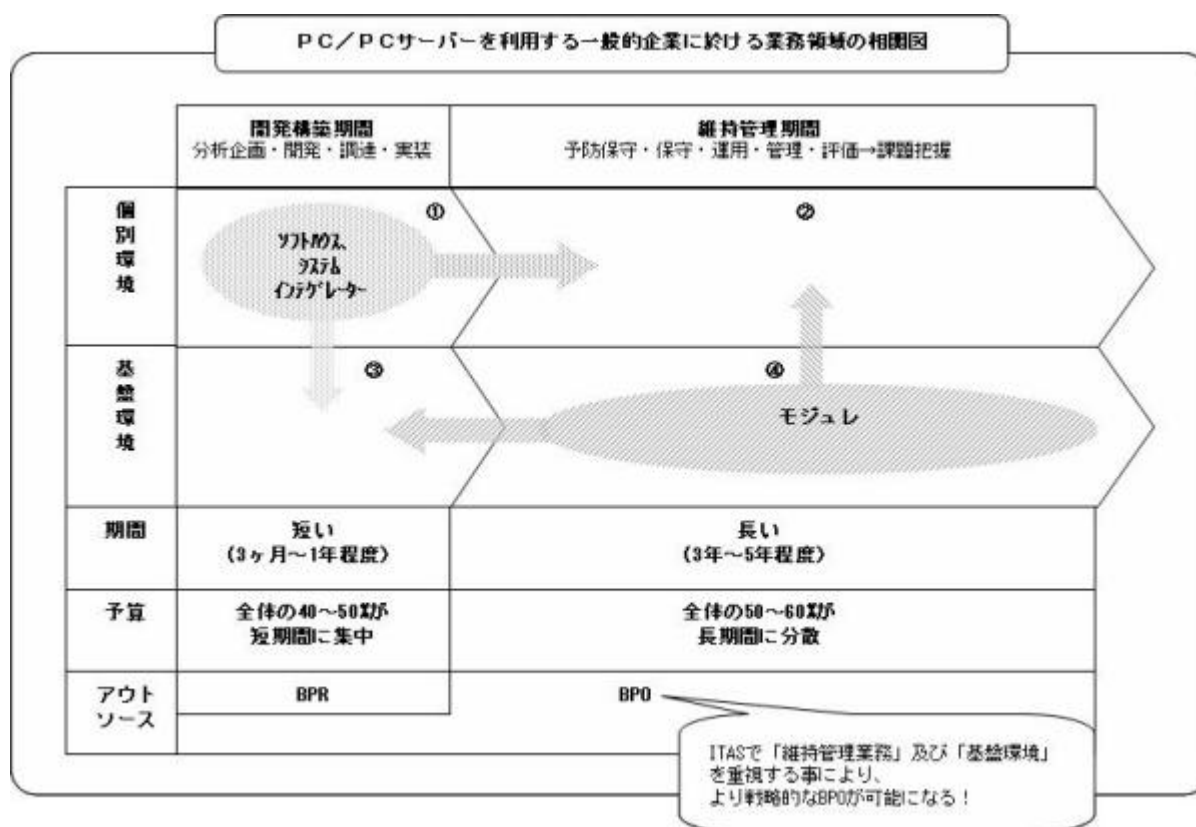 PC／PCサーバーを利用する一般的企業に於ける業務領域の相関図
開発構築期間
分析企画・開発・調達・実装
維持管理期間
予防保守・保守・運用・管理・評価→課題把握
個別環境
①
②
ｿﾌﾄﾊｳｽ、
ｼｽﾃﾑ
ｲﾝﾃｸﾞﾚｰﾀｰ
基盤環境
③
④
モジュレ
期間
短い
（3ヶ月～1年程度）
長い
（3年～5年程度）
予算
全体の40～50%が
短期間に集中
全体の50～60%が
長期間に分散
アウト
ソース
BPR
BPO
ITASで「維持管理業務」及び「基盤環境」
を重視する事により、
より戦略的なBPOが可能になる！